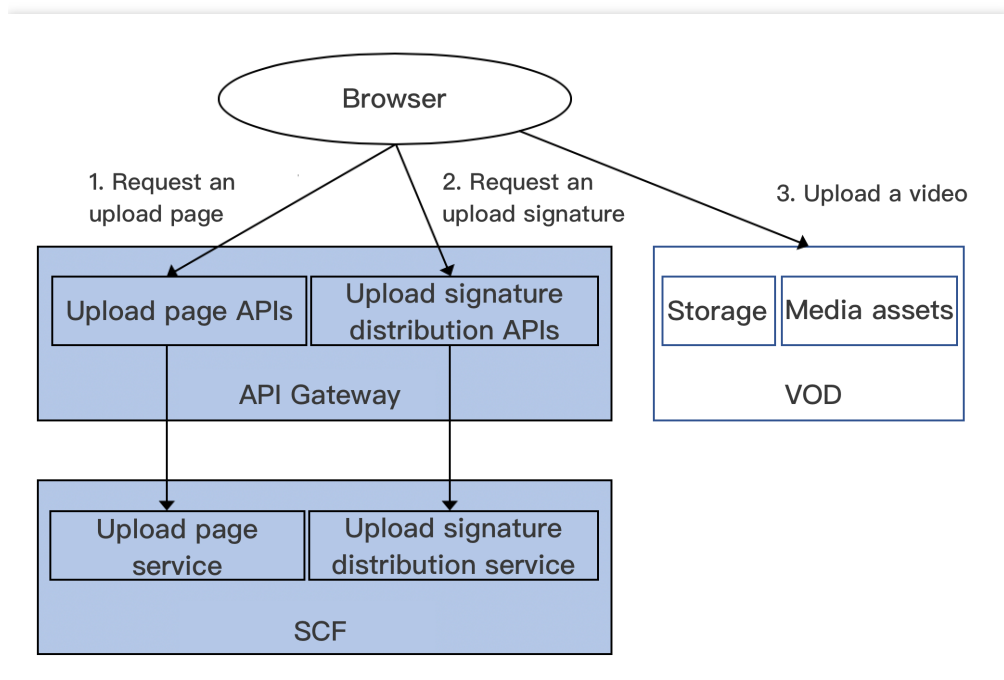 Browser
1. Request an
upload page
2. Request an
upload signature
3. Upload a video
Upload page APIs
Upload signature
distribution APIs
API Gateway
Storage
Media assets
VOD
Upload page
service
Upload signature
distribution service
SCF